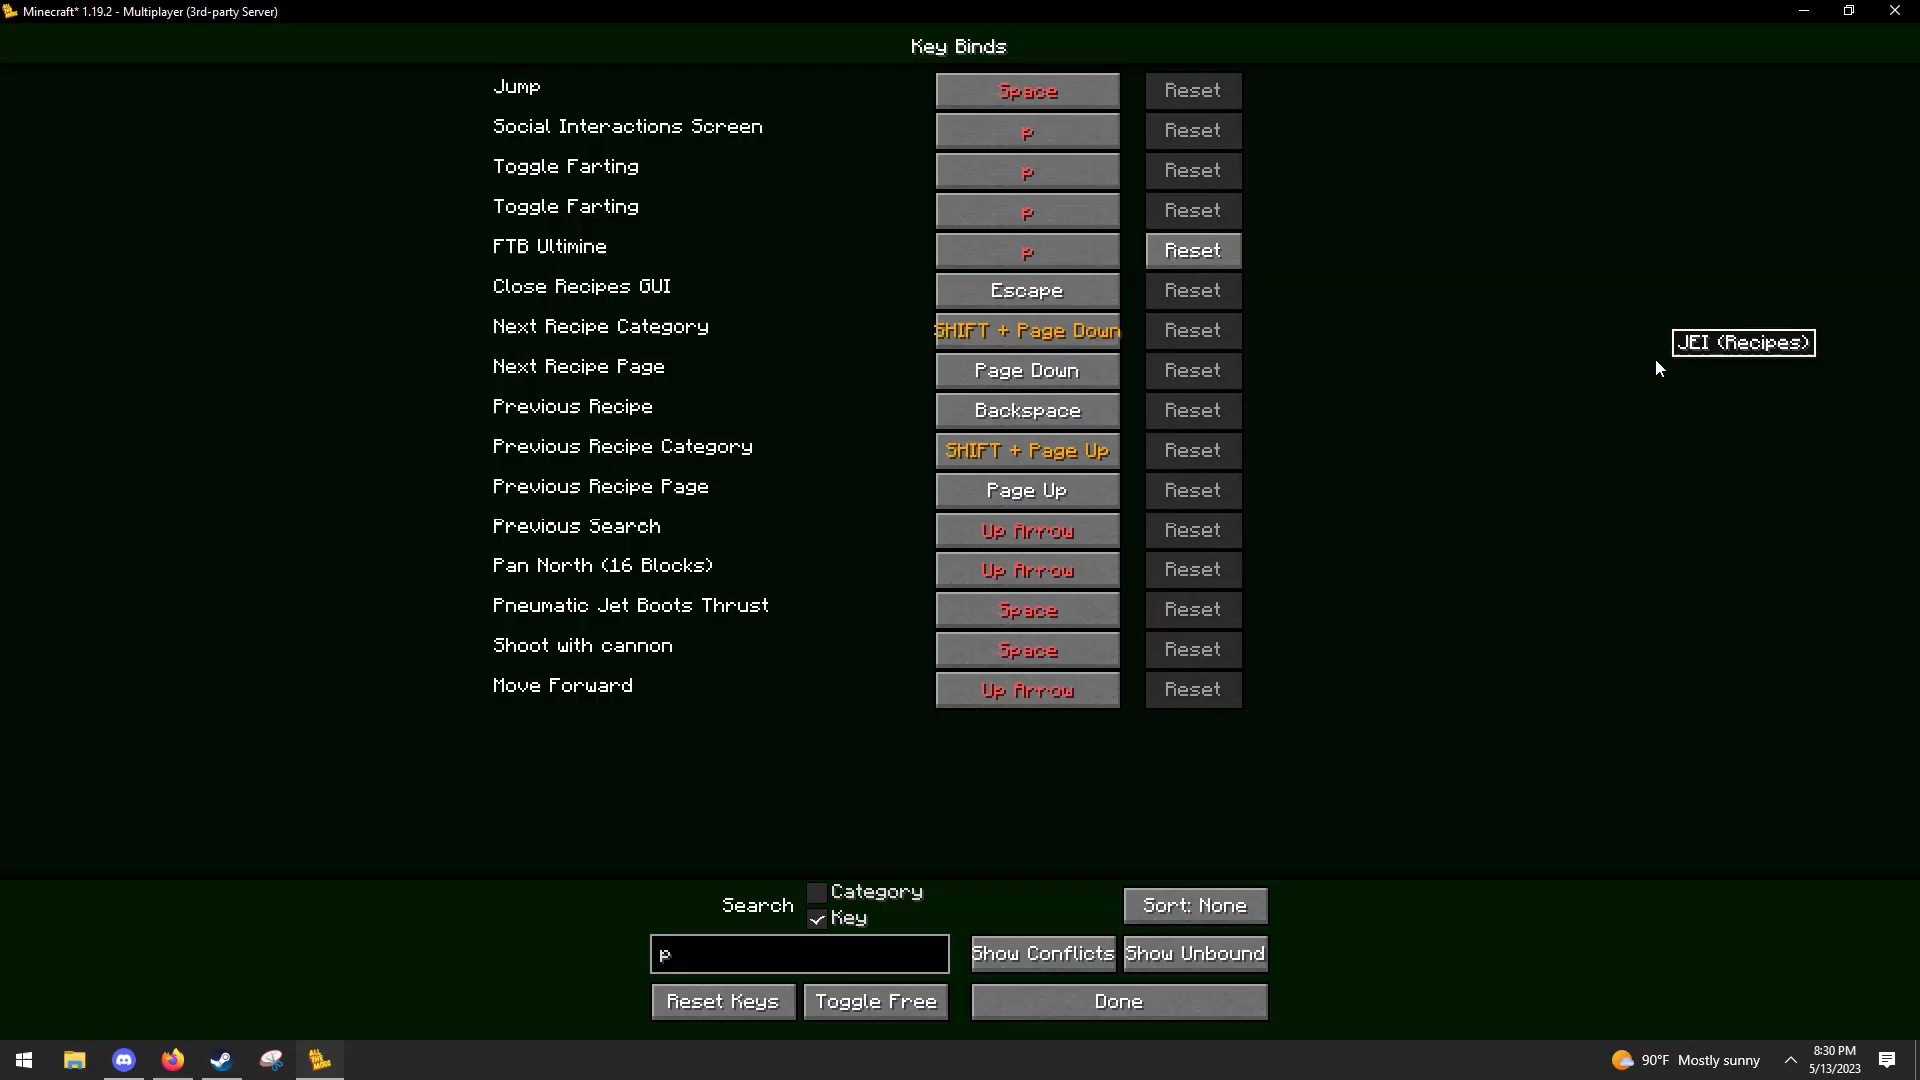 Minecraft* 1.19.2 - Multiplayer (3rd-party Server)
Key Binds
Jump Space Reset
Social Interactions Screen p Reset
Toggle Farting p Reset
Toggle Farting p Reset
FTB Ultimine p Reset
Close Recipes GUI Escape Reset
Next Recipe Category SHIFT + Page Down Reset
JEI (Recipes)
Next Recipe Page Page Down Reset
Previous Recipe Backspace Reset
Previous Recipe Category SHIFT + Page Up Reset
Previous Recipe Page Page Up Reset
Previous Search Up Arrow Reset
Pan North (16 Blocks) Up Arrow Reset
Pneumatic Jet Boots Thrust Space Reset
Shoot with cannon Space Reset
Move Forward Up Arrow Reset
Category
Search Sort: None
Key
p Show Conflicts Show Unbound
Reset Keys Toggle Free Done
ALL THE MODS
90°F Mostly sunny
8:30 PM
5/13/2023